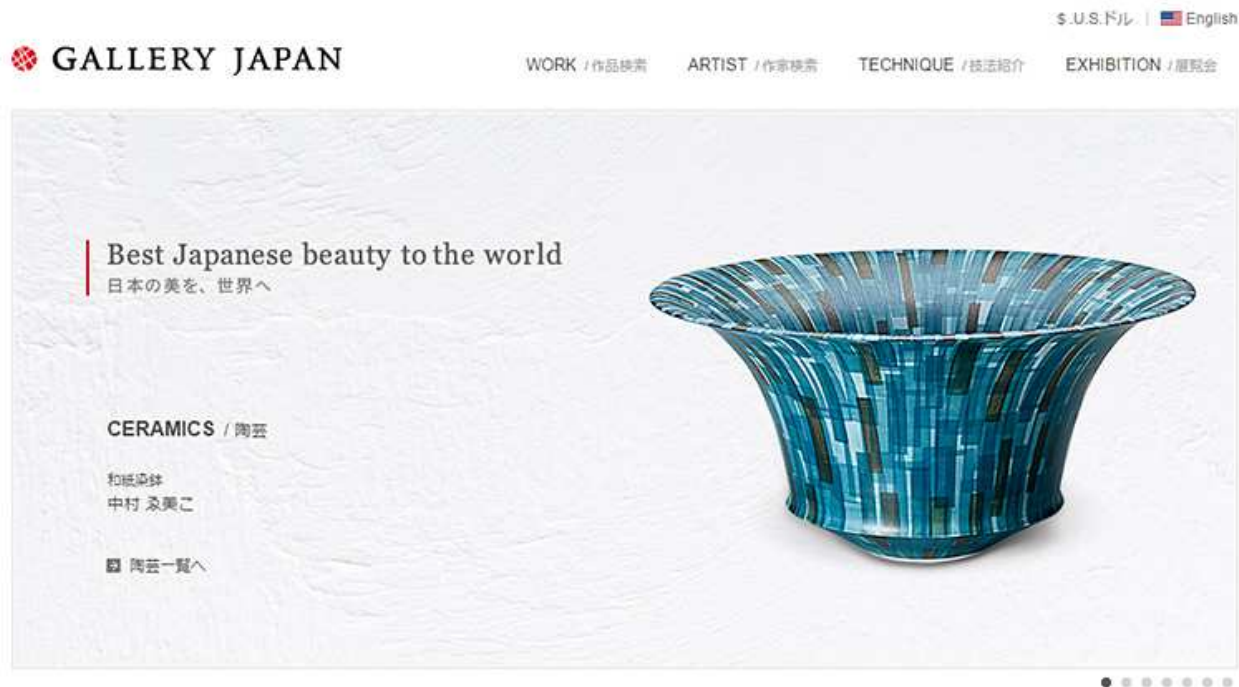 $ .U.S.ドル | English
GALLERY JAPAN
WORK / 作品検索 ARTIST / 作家検索 TECHNIQUE / 技法紹介 EXHIBITION / 展覧会
Best Japanese beauty to the world
日本の美を、世界へ
CERAMICS / 陶芸
和紙染鉢
中村 ゑ美こ
陶芸一覧へ